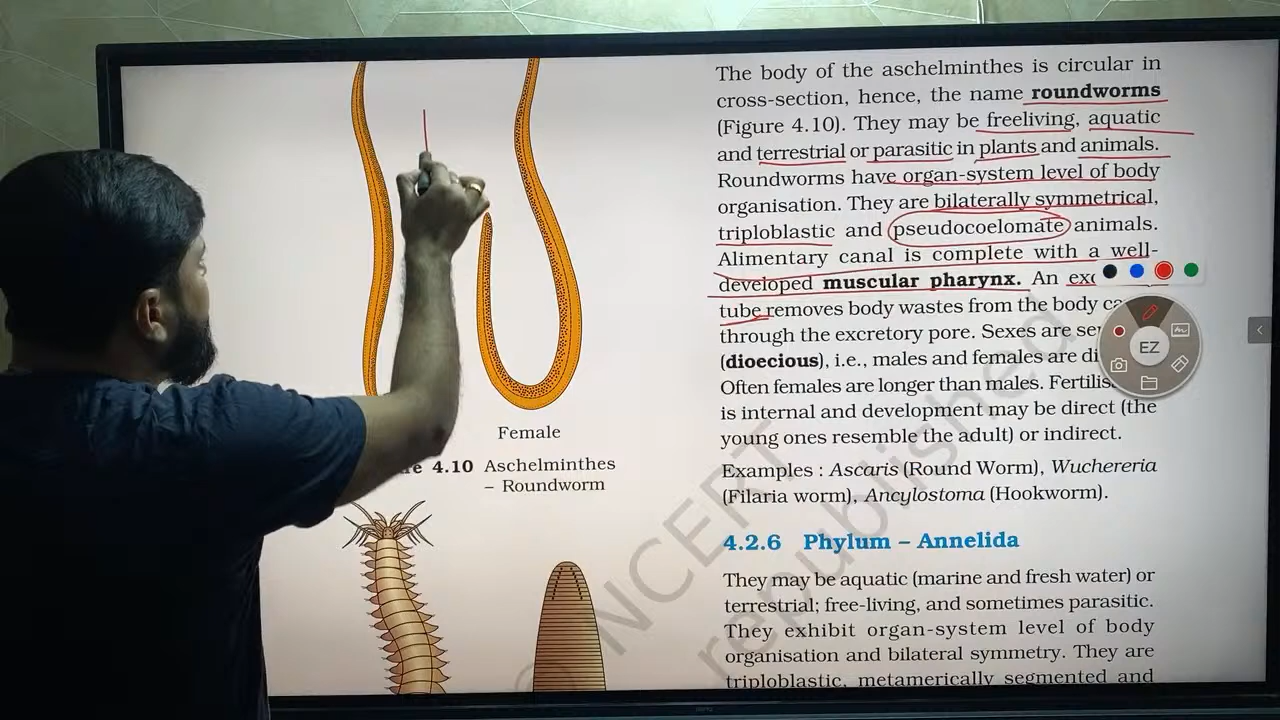 The body of the aschelminthes is circular in
cross-section, hence, the name roundworms
(Figure 4.10). They may be freeliving, aquatic
and terrestrial or parasitic in plants and animals.
Roundworms have organ-system level of body
organisation. They are bilaterally symmetrical,
triploblastic and pseudocoelomate animals.
Alimentary canal is complete with a well-
developed muscular pharynx. An exc
tube removes body wastes from the body ca
through the excretory pore. Sexes are se
(dioecious), i.e., males and females are di
Often females are longer than males. Fertilis
is internal and development may be direct (the
young ones resemble the adult) or indirect.
Examples : Ascaris (Round Worm), Wuchereria
(Filaria worm), Ancylostoma (Hookworm).
4.2.6 Phylum – Annelida
They may be aquatic (marine and fresh water) or
terrestrial; free-living, and sometimes parasitic.
They exhibit organ-system level of body
organisation and bilateral symmetry. They are
triploblastic, metamerically segmented and
Female
4.10 Aschelminthes
– Roundworm
EZ
© NCERT
republished